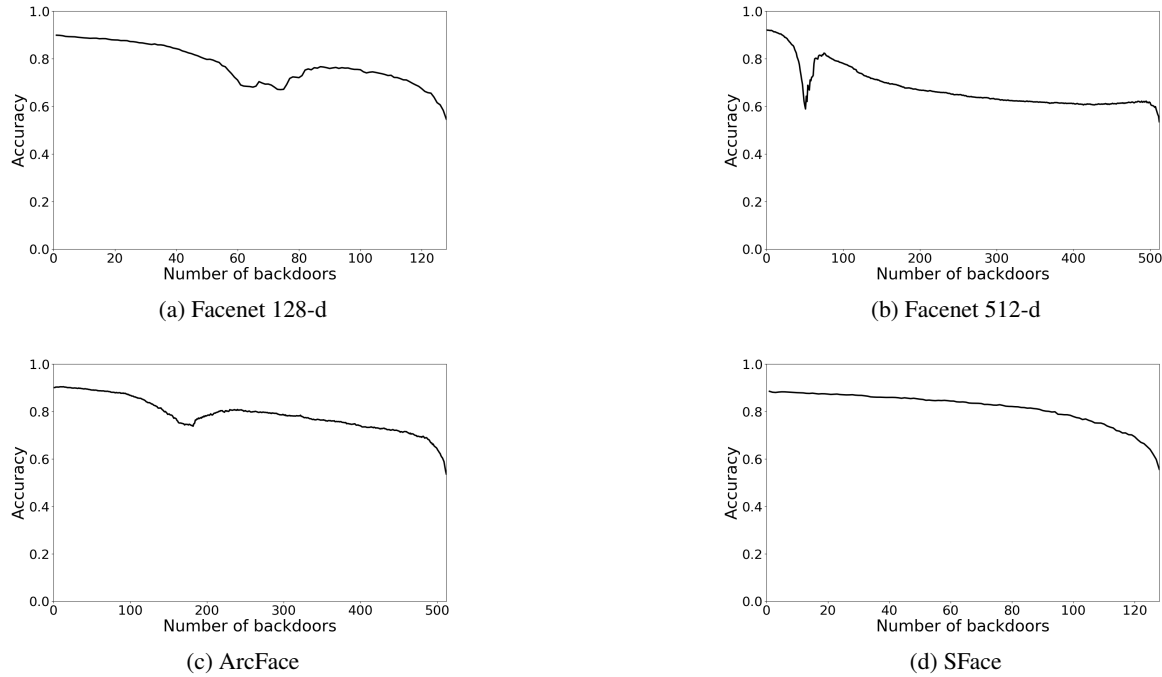 1.0
0.8
0.6
0.4
0.2
0.0
Accuracy
0 20 40 60 80 100 120
Number of backdoors
(a) Facenet 128-d
1.0
0.8
0.6
0.4
0.2
0.0
Accuracy
0 100 200 300 400 500
Number of backdoors
(b) Facenet 512-d
1.0
0.8
0.6
0.4
0.2
0.0
Accuracy
0 100 200 300 400 500
Number of backdoors
(c) ArcFace
1.0
0.8
0.6
0.4
0.2
0.0
Accuracy
0 20 40 60 80 100 120
Number of backdoors
(d) SFace